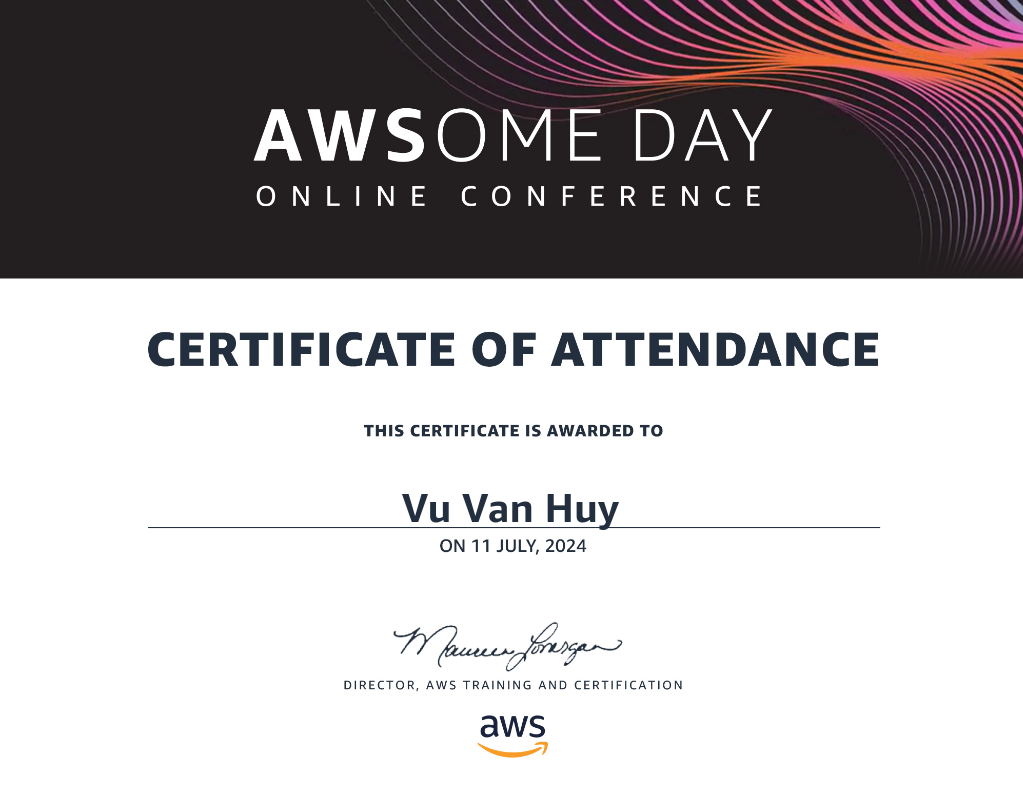 AWSOME DAY
ONLINE CONFERENCE
CERTIFICATE OF ATTENDANCE
THIS CERTIFICATE IS AWARDED TO
Vu Van Huy
ON 11 JULY, 2024
Maureen Lonergan
DIRECTOR, AWS TRAINING AND CERTIFICATION
aws